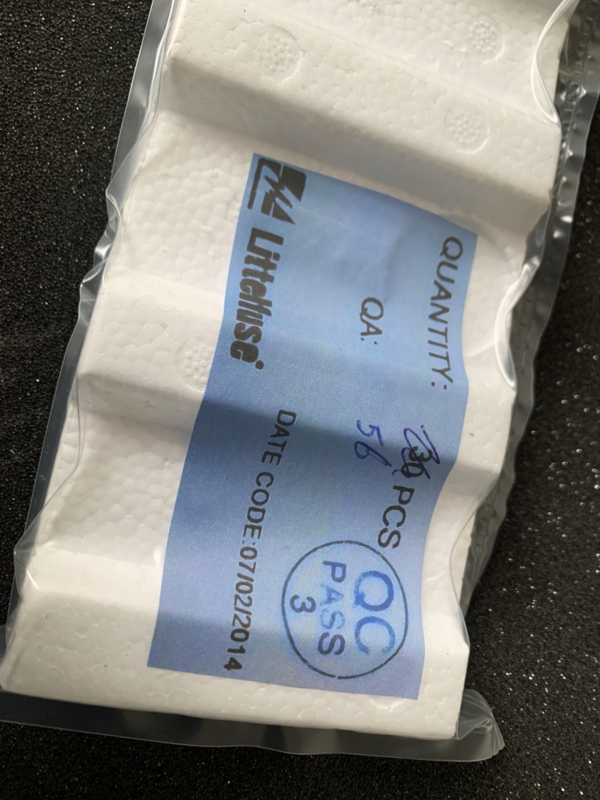 QUANTITY: PCS
QA: 56
Littelfuse
DATE CODE:07/02/2014
QC
PASS
3